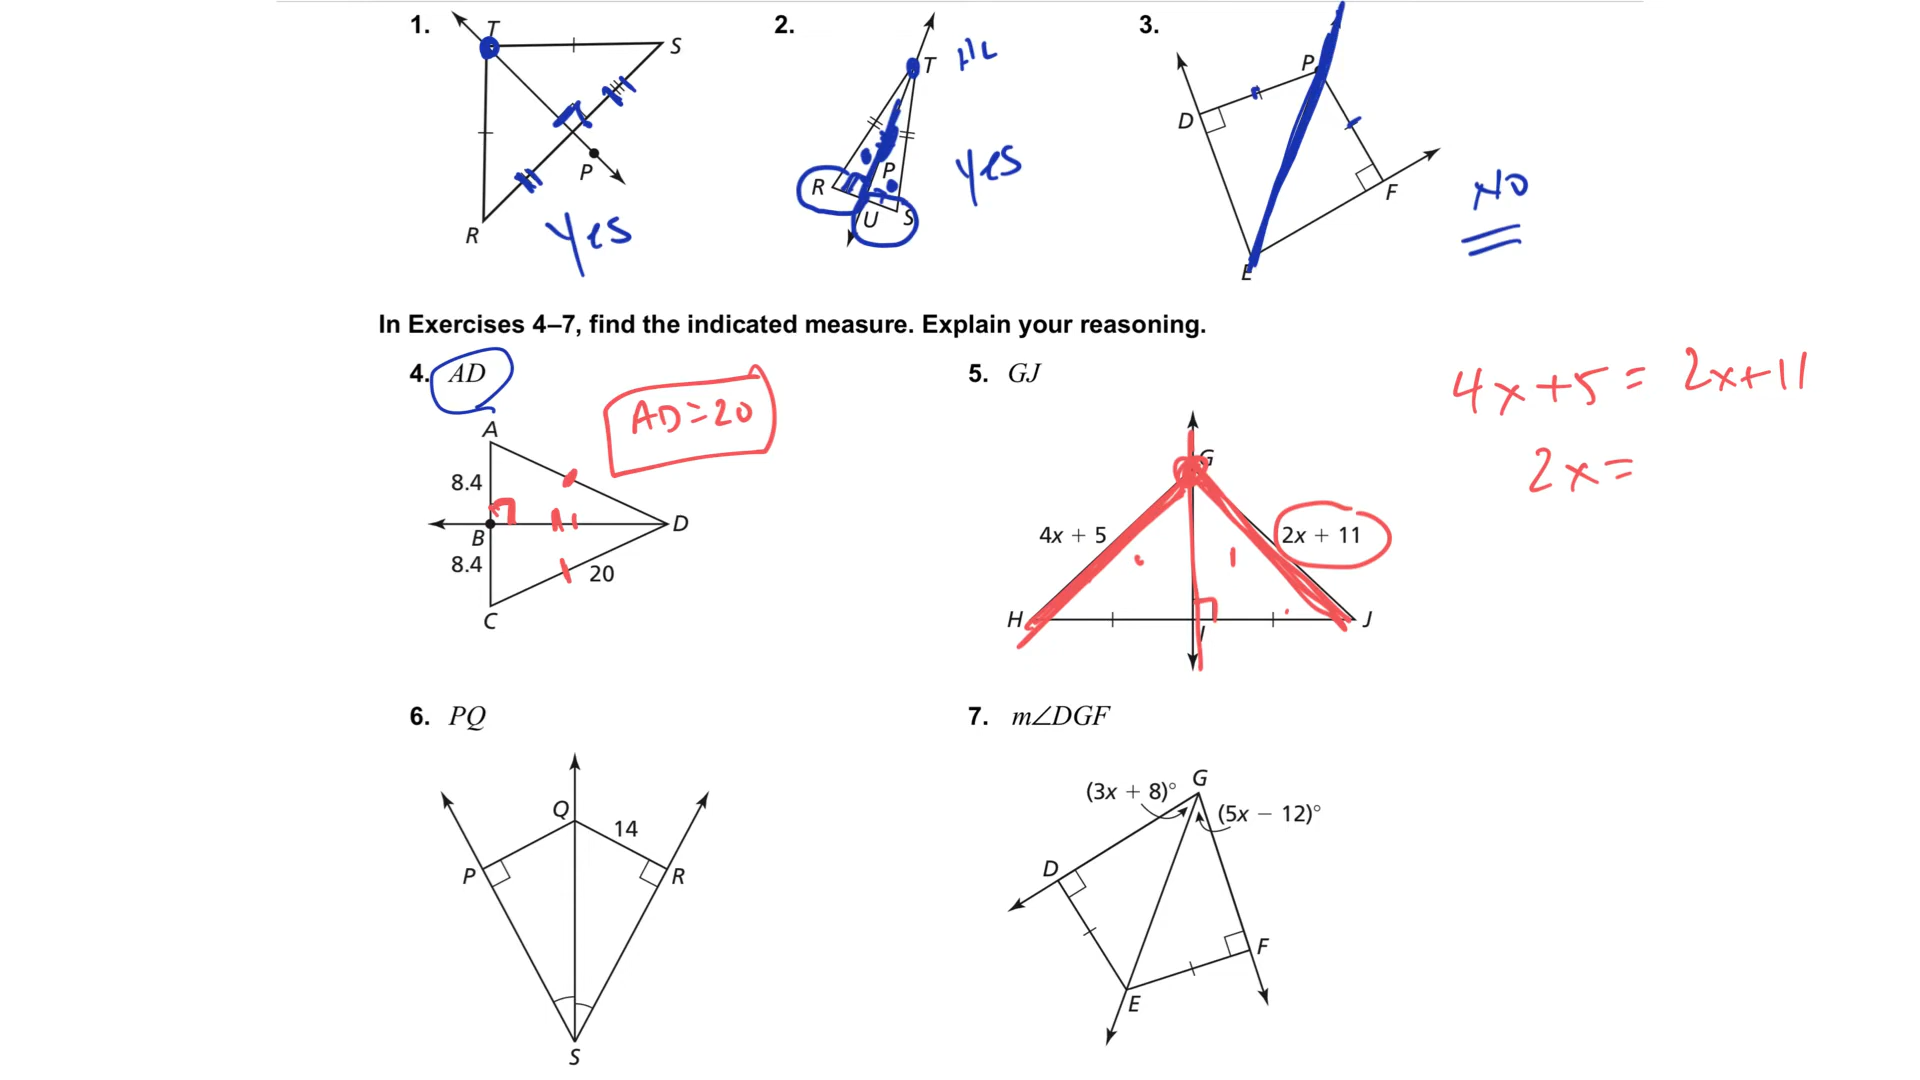 1.
T
S
P
R
Yes
2.
T
HL
R
P
U
S
Yes
3.
P
D
F
E
NO
In Exercises 4–7, find the indicated measure. Explain your reasoning.
4. AD
AD=20
A
8.4
B
D
8.4
20
C
5. GJ
4x+5=2x+11
2x=
G
4x + 5
2x + 11
H
J
6. PQ
Q
14
P
R
S
7. m∠DGF
G
(3x + 8)°
(5x − 12)°
D
F
E